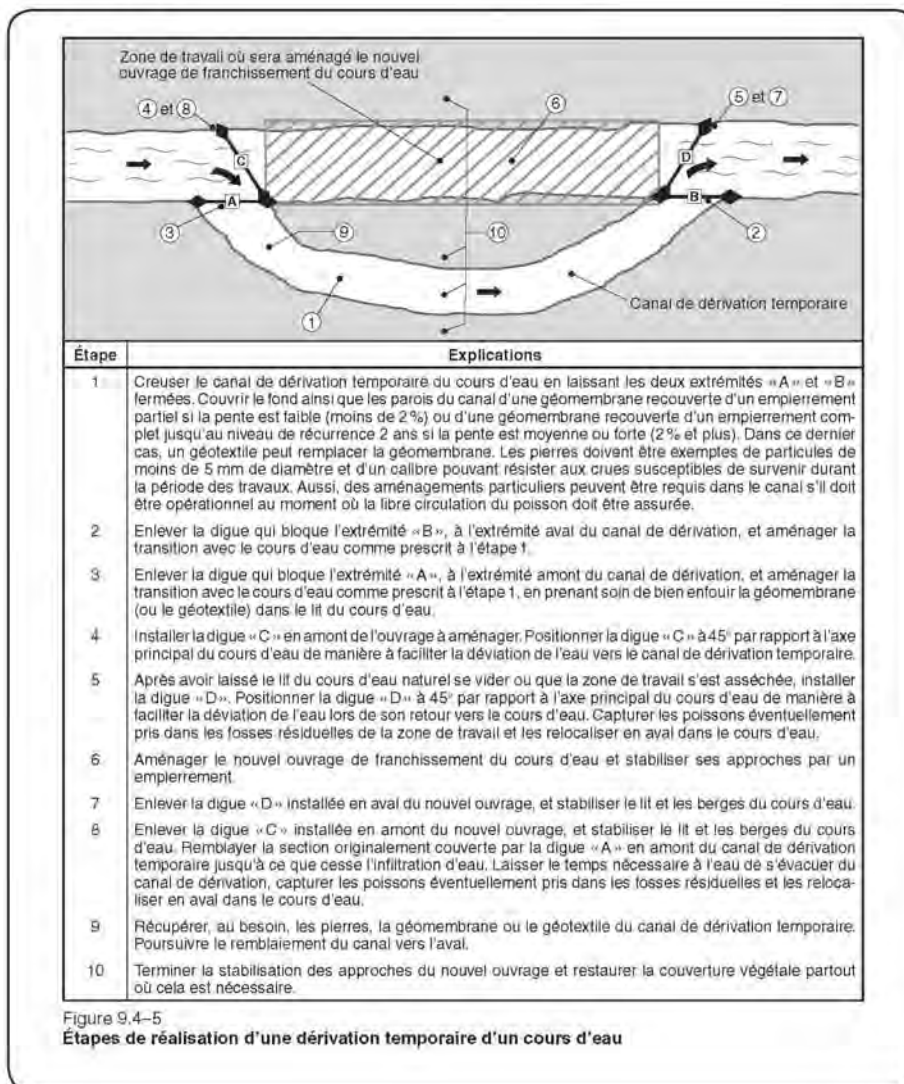 Zone de travail où sera aménagé le nouvel
ouvrage de franchissement du cours d'eau
4 et 8
6
5 et 7
C
D
A
B
3
9
10
2
1
Canal de dérivation temporaire
Étape Explications
1 Creuser le canal de dérivation temporaire du cours d'eau en laissant les deux extrémités «A» et «B»
fermées. Couvrir le fond ainsi que les parois du canal d'une géomembrane recouverte d'un empierrement
partiel si la pente est faible (moins de 2 %) ou d'une géomembrane recouverte d'un empierrement com-
plet jusqu'au niveau de récurrence 2 ans si la pente est moyenne ou forte (2 % et plus). Dans ce dernier
cas, un géotextile peut remplacer la géomembrane. Les pierres doivent être exemptes de particules de
moins de 5 mm de diamètre et d'un calibre pouvant résister aux crues susceptibles de survenir durant
la période des travaux. Aussi, des aménagements particuliers peuvent être requis dans le canal s'il doit
être opérationnel au moment où la libre circulation du poisson doit être assurée.
2 Enlever la digue qui bloque l'extrémité «B», à l'extrémité aval du canal de dérivation, et aménager la
transition avec le cours d'eau comme prescrit à l'étape 1.
3 Enlever la digue qui bloque l'extrémité «A», à l'extrémité amont du canal de dérivation, et aménager la
transition avec le cours d'eau comme prescrit à l'étape 1, en prenant soin de bien enfouir la géomembrane
(ou le géotextile) dans le lit du cours d'eau.
4 Installer la digue «C» en amont de l'ouvrage à aménager. Positionner la digue «C» à 45° par rapport à l'axe
principal du cours d'eau de manière à faciliter la déviation de l'eau vers le canal de dérivation temporaire.
5 Après avoir laissé le lit du cours d'eau naturel se vider ou que la zone de travail s'est asséchée, installer
la digue «D». Positionner la digue «D» à 45° par rapport à l'axe principal du cours d'eau de manière à
faciliter la déviation de l'eau lors de son retour vers le cours d'eau. Capturer les poissons éventuellement
pris dans les fosses résiduelles de la zone de travail et les relocaliser en aval dans le cours d'eau.
6 Aménager le nouvel ouvrage de franchissement du cours d'eau et stabiliser ses approches par un
empierrement.
7 Enlever la digue «D» installée en aval du nouvel ouvrage, et stabiliser le lit et les berges du cours d'eau.
8 Enlever la digue «C» installée en amont du nouvel ouvrage, et stabiliser le lit et les berges du cours
d'eau. Remblayer la section originalement couverte par la digue «A» en amont du canal de dérivation
temporaire jusqu'à ce que cesse l'infiltration d'eau. Laisser le temps nécessaire à l'eau de s'évacuer du
canal de dérivation, capturer les poissons éventuellement pris dans les fosses résiduelles et les reloca-
liser en aval dans le cours d'eau.
9 Récupérer, au besoin, les pierres, la géomembrane ou le géotextile du canal de dérivation temporaire.
Poursuivre le remblaiement du canal vers l'aval.
10 Terminer la stabilisation des approches du nouvel ouvrage et restaurer la couverture végétale partout
où cela est nécessaire.
Figure 9.4–5
Étapes de réalisation d'une dérivation temporaire d'un cours d'eau